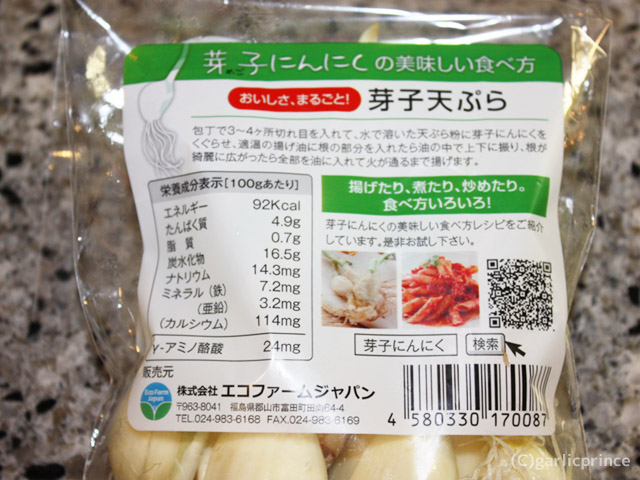 芽子にんにくの美味しい食べ方
めご
おいしさ、まるごと! 芽子天ぷら
包丁で3〜4ヶ所切れ目を入れて、水で溶いた天ぷら粉に芽子にんにくを
くぐらせ、適温の揚げ油に根の部分を入れたら油の中で上下に振り、根が
綺麗に広がったら全部を油に入れて火が通るまで揚げます。
栄養成分表示[100gあたり]
エネルギー 92Kcal
たんぱく質 4.9g
脂 質 0.7g
炭水化物 16.5g
ナトリウム 14.3mg
ミネラル(鉄) 7.2mg
(亜鉛) 3.2mg
(カルシウム) 114mg
γ-アミノ酪酸 24mg
揚げたり、煮たり、炒めたり。
食べ方いろいろ!
芽子にんにくの美味しい食べ方レシピをご紹介
しています。是非お試し下さい。
芽子にんにく 検索
販売元
Eco Farm
Japan
株式会社 エコファームジャパン
〒963-8041 福島県郡山市富田町田向64-4
TEL.024-983-6168 FAX.024-983-6169
4 580330 170087
(C)garlicprince